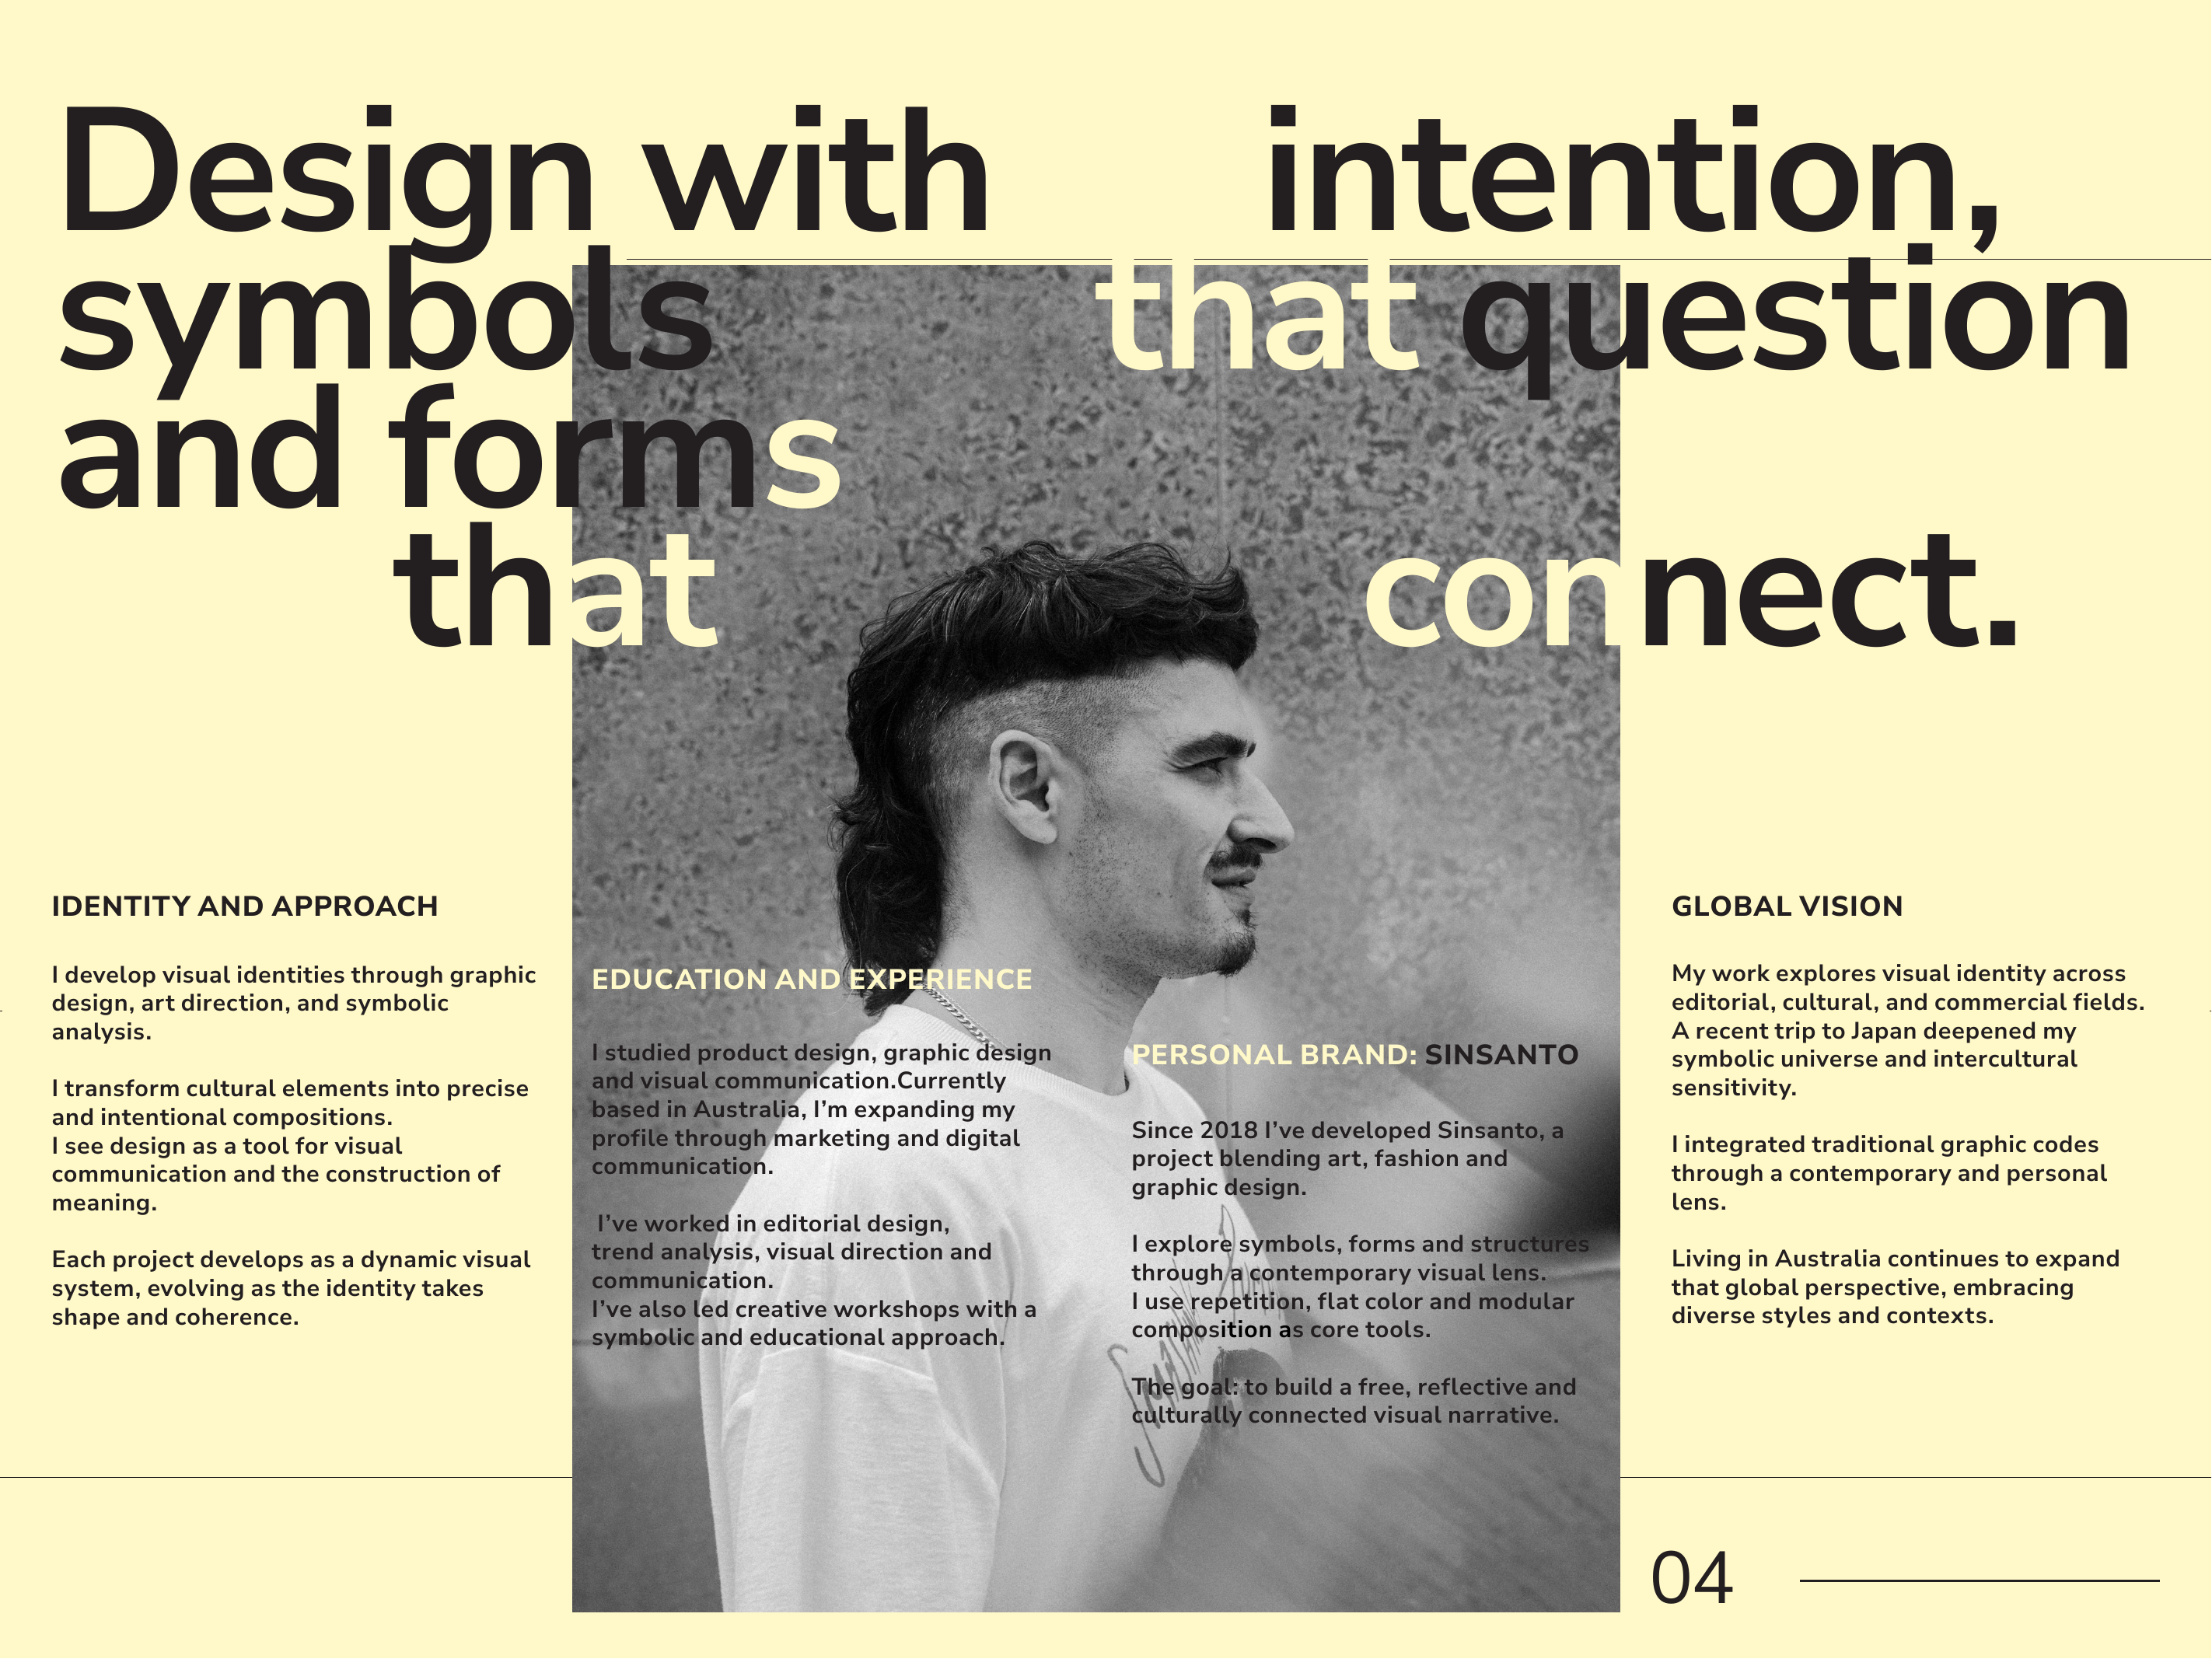 Design with intention,
symbols that question
and forms
that connect.
IDENTITY AND APPROACH
I develop visual identities through graphic
design, art direction, and symbolic
analysis.
I transform cultural elements into precise
and intentional compositions.
I see design as a tool for visual
communication and the construction of
meaning.
Each project develops as a dynamic visual
system, evolving as the identity takes
shape and coherence.
EDUCATION AND EXPERIENCE
I studied product design, graphic design
and visual communication.Currently
based in Australia, I’m expanding my
profile through marketing and digital
communication.
I’ve worked in editorial design,
trend analysis, visual direction and
communication.
I’ve also led creative workshops with a
symbolic and educational approach.
PERSONAL BRAND: SINSANTO
Since 2018 I’ve developed Sinsanto, a
project blending art, fashion and
graphic design.
I explore symbols, forms and structures
through a contemporary visual lens.
I use repetition, flat color and modular
composition as core tools.
The goal: to build a free, reflective and
culturally connected visual narrative.
GLOBAL VISION
My work explores visual identity across
editorial, cultural, and commercial fields.
A recent trip to Japan deepened my
symbolic universe and intercultural
sensitivity.
I integrated traditional graphic codes
through a contemporary and personal
lens.
Living in Australia continues to expand
that global perspective, embracing
diverse styles and contexts.
04